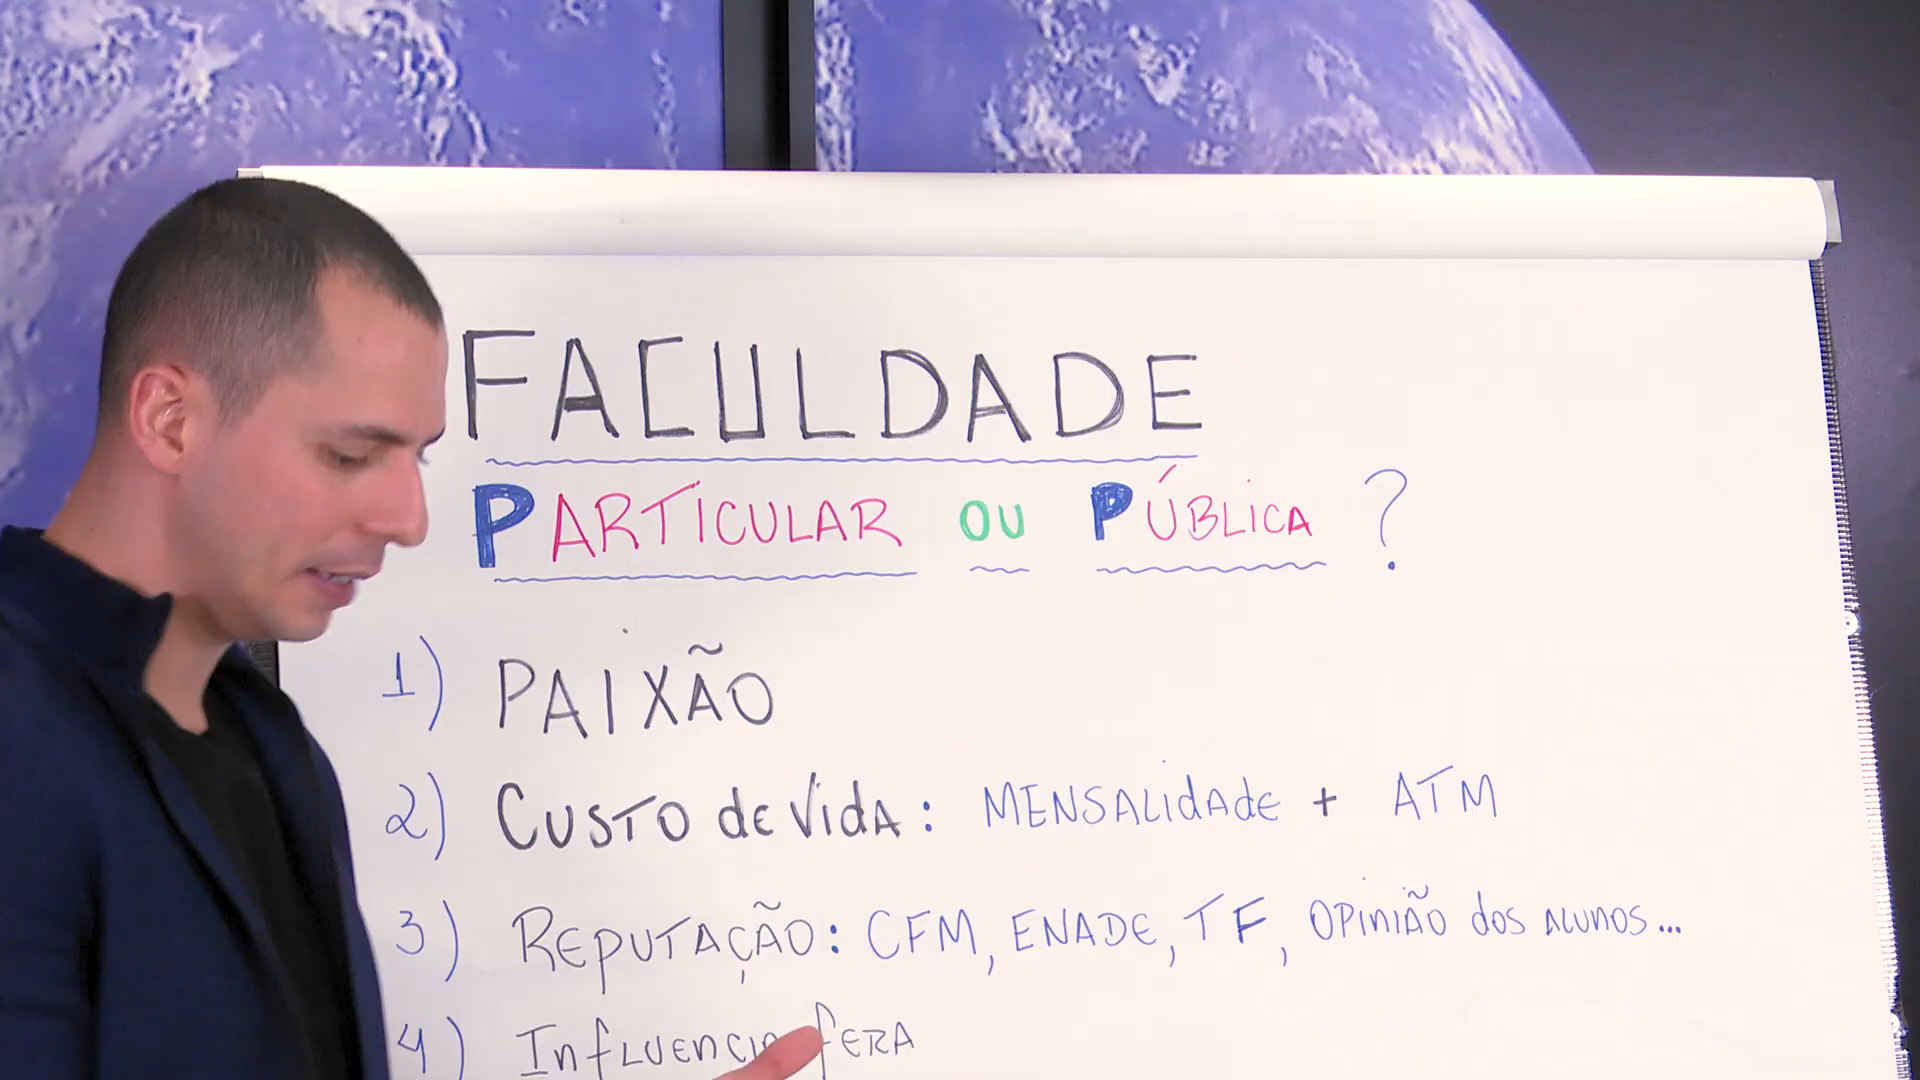 FACULDADE
PARTICULAR OU PÚBLICA ?
1) PAIXÃO
2) CUSTO de Vida: MENSALidAde + ATM
3) REPUTAÇÃO: CFM, ENADE, TF, OPiNiÃO dos ALUNOS...
4)